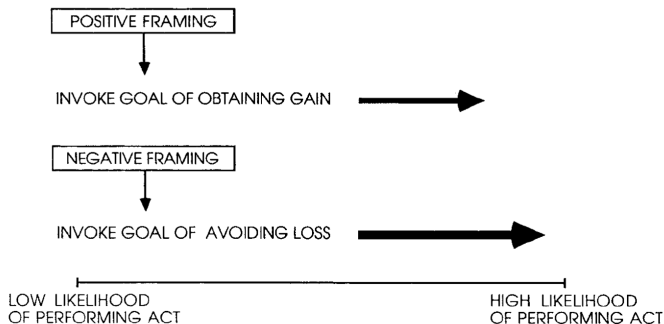 POSITIVE FRAMING
INVOKE GOAL OF OBTAINING GAIN
NEGATIVE FRAMING
INVOKE GOAL OF AVOIDING LOSS
LOW LIKELIHOOD
OF PERFORMING ACT
HIGH LIKELIHOOD
OF PERFORMING ACT